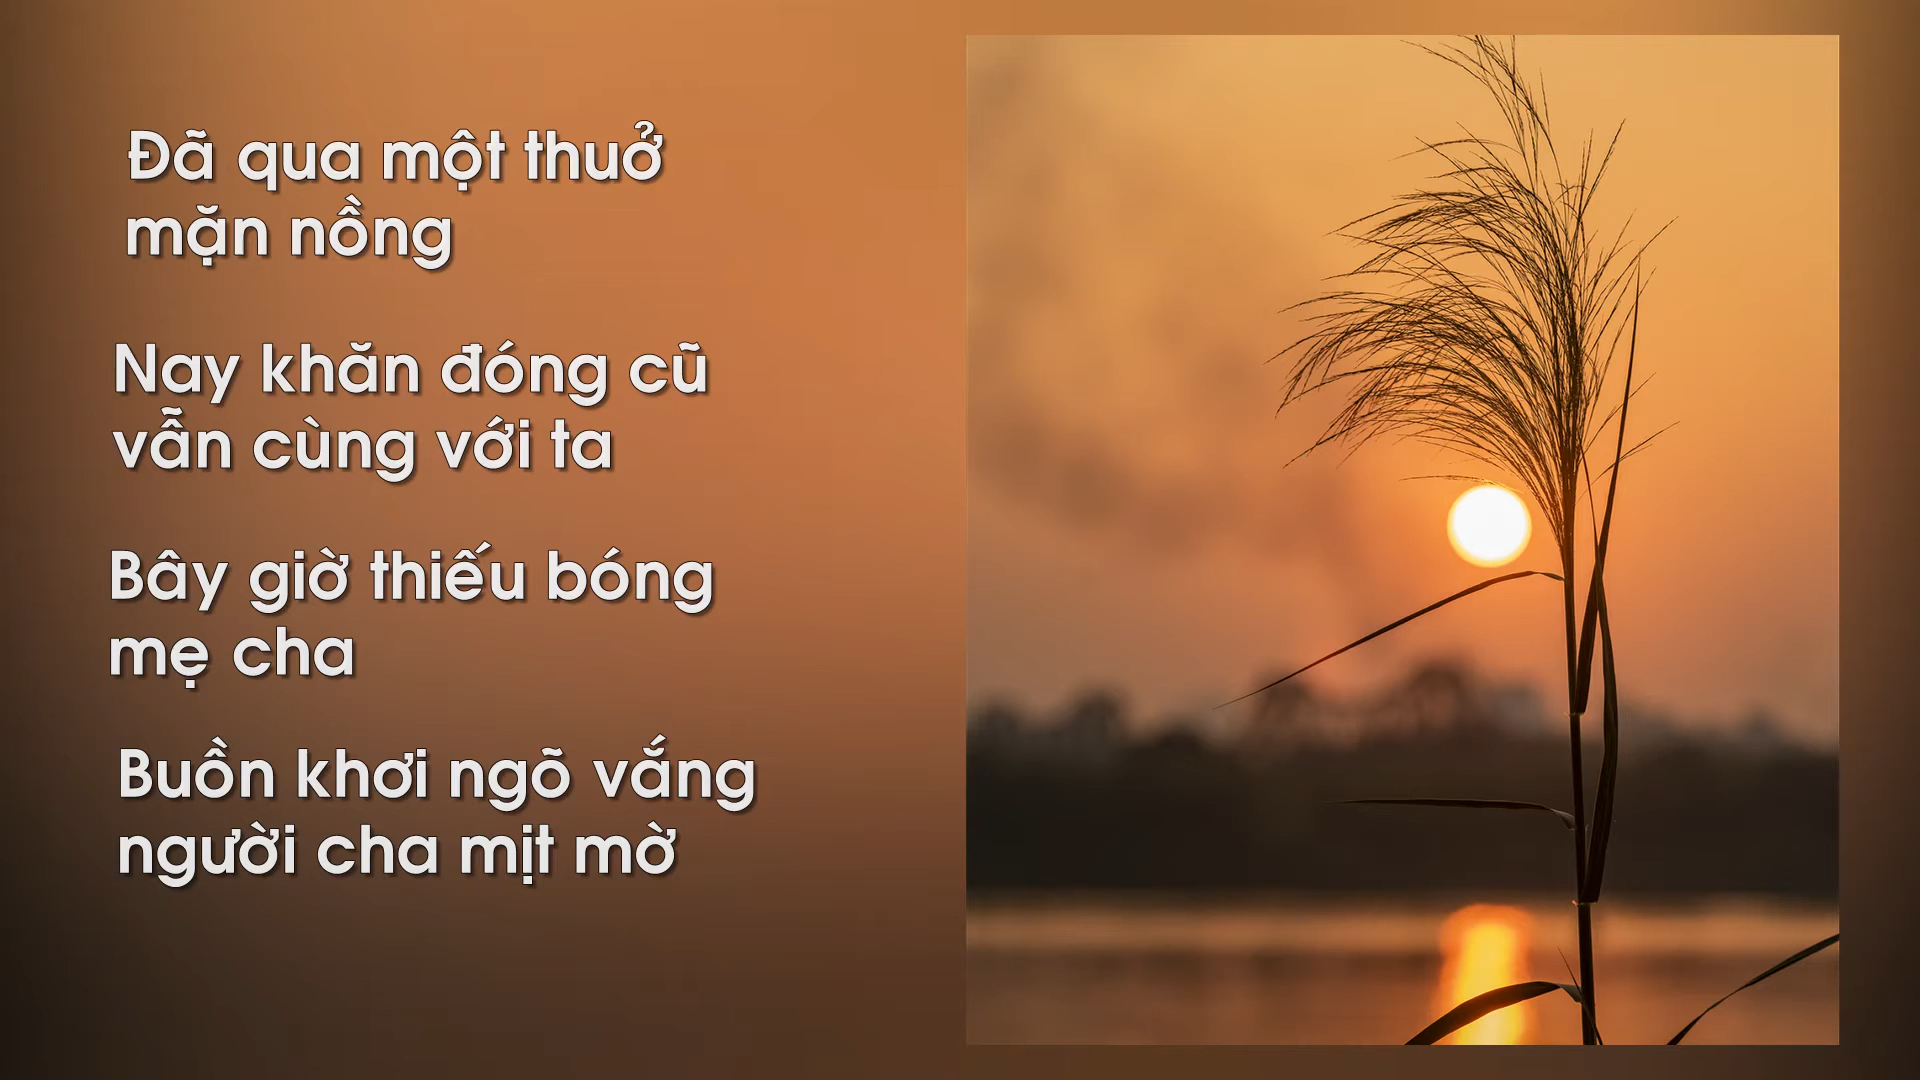 Đã qua một thuở
mặn nồng
Nay khăn đóng cũ
vẫn cùng với ta
Bây giờ thiếu bóng
mẹ cha
Buồn khơi ngõ vắng
người cha mịt mờ